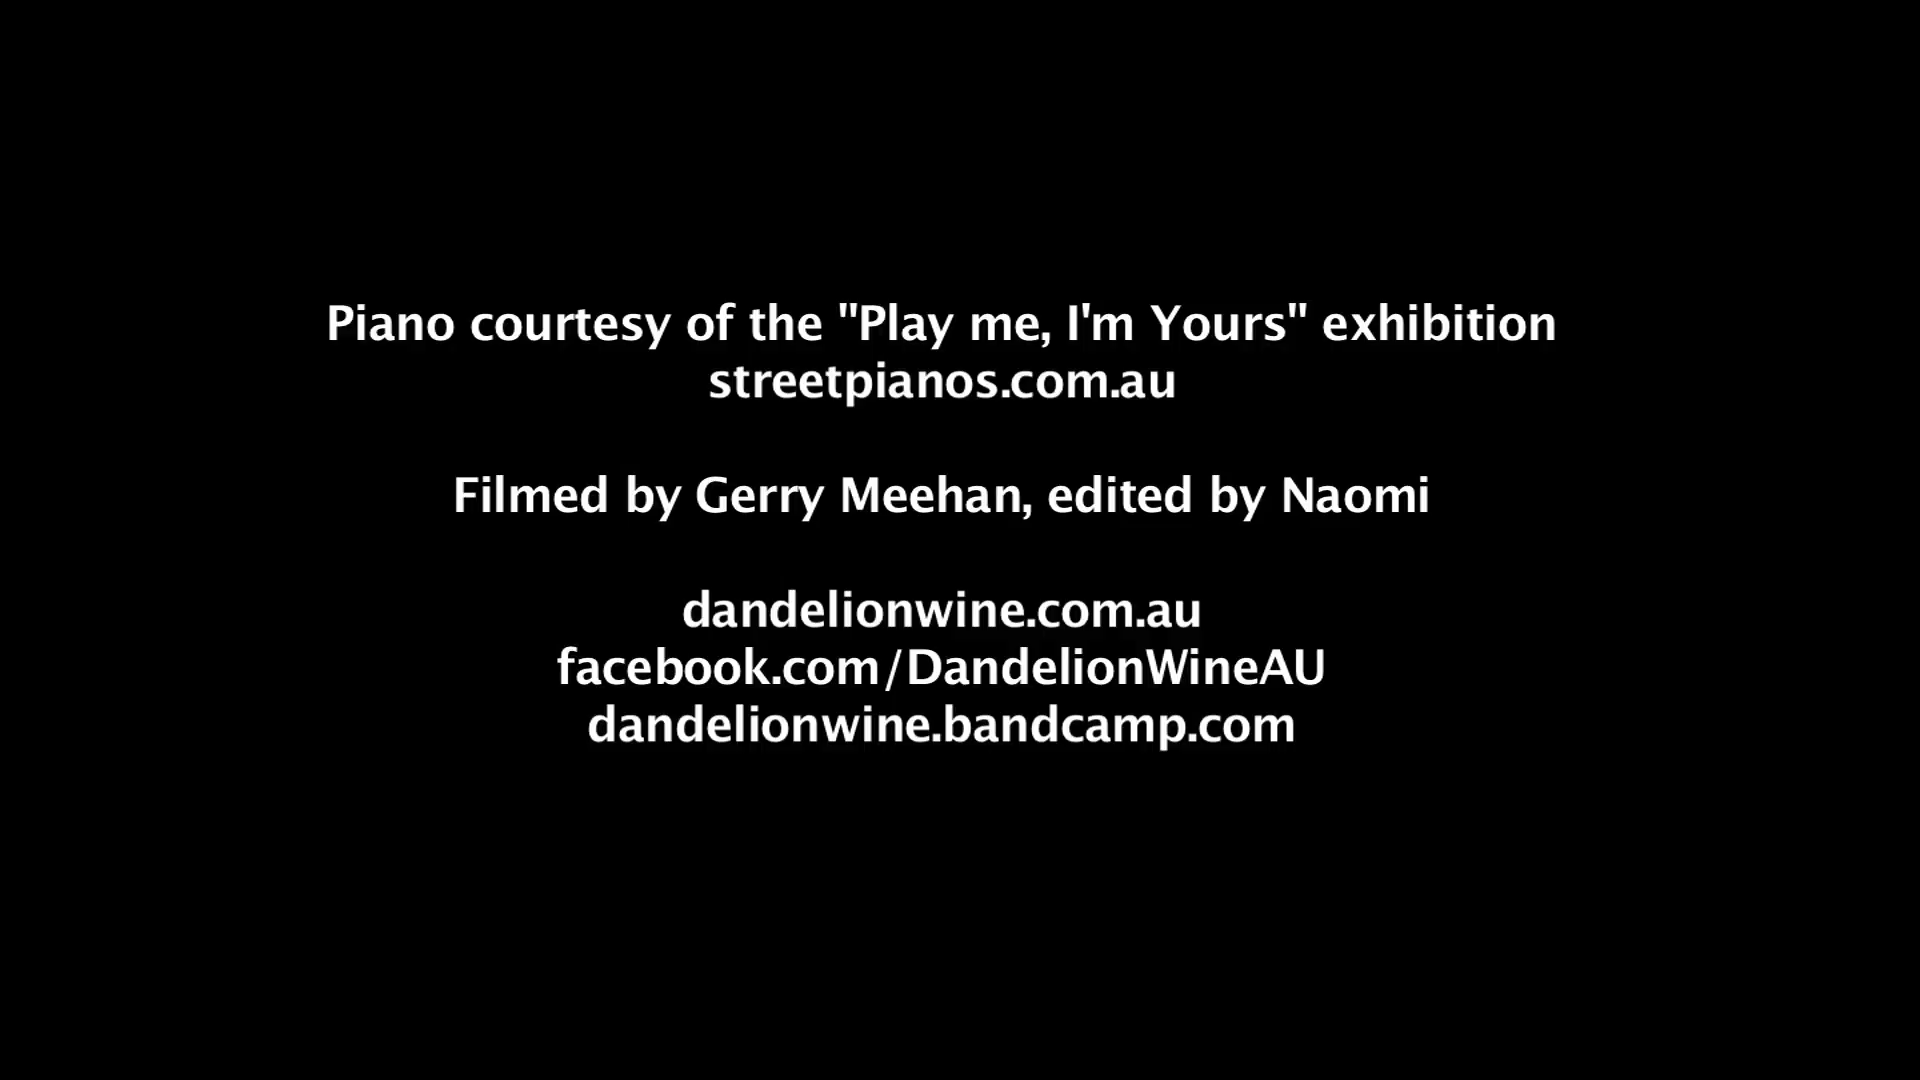 Piano courtesy of the "Play me, I'm Yours" exhibition
streetpianos.com.au
Filmed by Gerry Meehan, edited by Naomi
dandelionwine.com.au
facebook.com/DandelionWineAU
dandelionwine.bandcamp.com